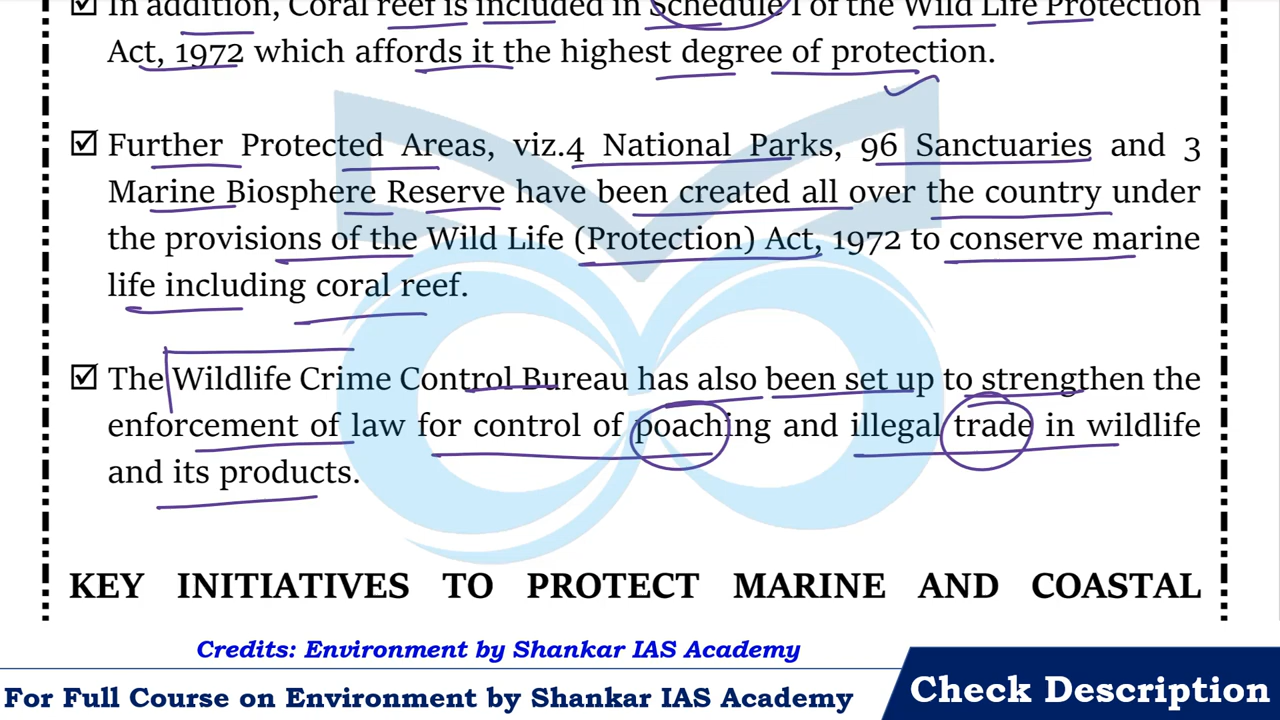 ☑ In addition, Coral reef is included in Schedule I of the Wild Life Protection
Act, 1972 which affords it the highest degree of protection.
☑ Further Protected Areas, viz.4 National Parks, 96 Sanctuaries and 3
Marine Biosphere Reserve have been created all over the country under
the provisions of the Wild Life (Protection) Act, 1972 to conserve marine
life including coral reef.
☑ The Wildlife Crime Control Bureau has also been set up to strengthen the
enforcement of law for control of poaching and illegal trade in wildlife
and its products.
KEY INITIATIVES TO PROTECT MARINE AND COASTAL
Credits: Environment by Shankar IAS Academy
For Full Course on Environment by Shankar IAS Academy
Check Description